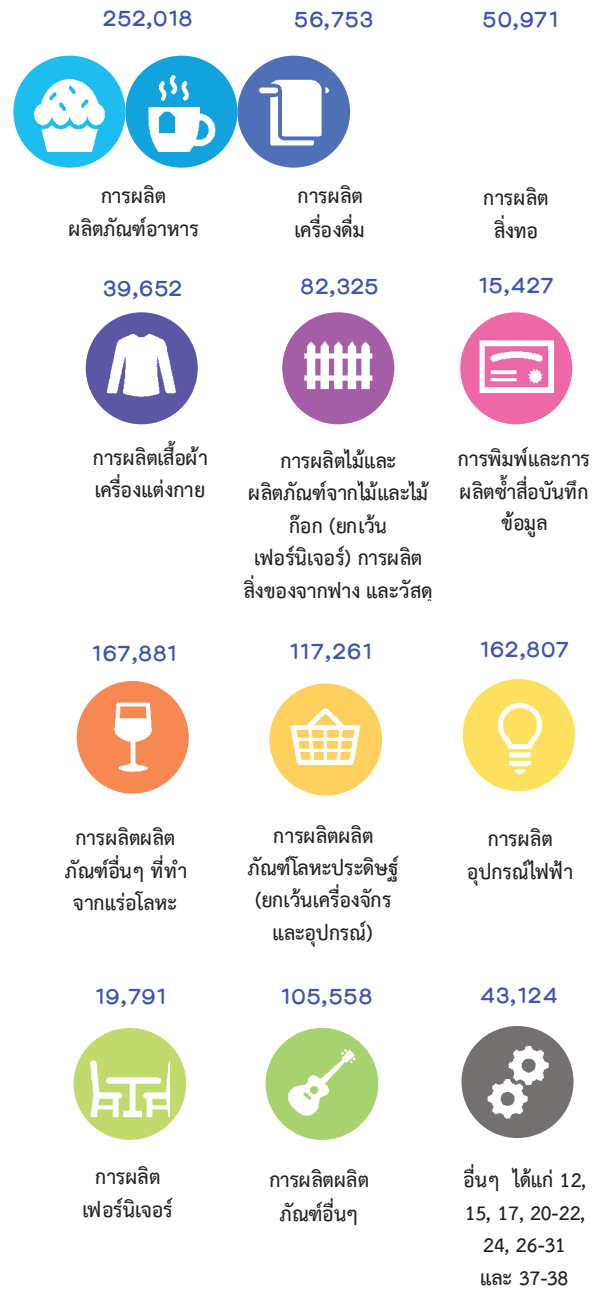 252,018 56,753 50,971
การผลิต
ผลิตภัณฑ์อาหาร
การผลิต
เครื่องดื่ม
การผลิต
สิ่งทอ
39,652 82,325 15,427
การผลิตเสื้อผ้า
เครื่องแต่งกาย
การผลิตไม้และ
ผลิตภัณฑ์จากไม้และไม้
ก๊อก (ยกเว้น
เฟอร์นิเจอร์) การผลิต
สิ่งของจากฟาง และวัสดุ
การพิมพ์และการ
ผลิตซ้ำสื่อบันทึก
ข้อมูล
167,881 117,261 162,807
การผลิตผลิต
ภัณฑ์อื่นๆ ที่ทำ
จากแร่อโลหะ
การผลิตผลิต
ภัณฑ์โลหะประดิษฐ์
(ยกเว้นเครื่องจักร
และอุปกรณ์)
การผลิต
อุปกรณ์ไฟฟ้า
19,791 105,558 43,124
การผลิต
เฟอร์นิเจอร์
การผลิตผลิต
ภัณฑ์อื่นๆ
อื่นๆ ได้แก่ 12,
15, 17, 20-22,
24, 26-31
และ 37-38